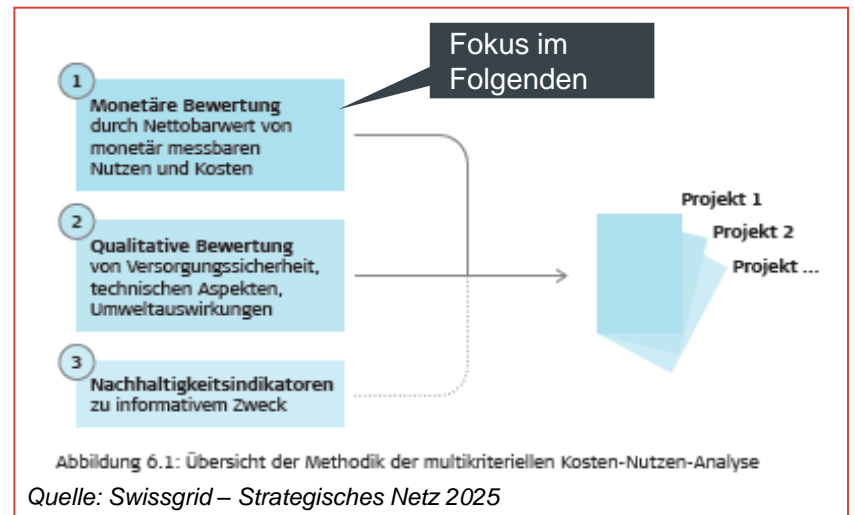 Fokus im
Folgenden
1
Monetäre Bewertung
durch Nettobarwert von
monetär messbaren
Nutzen und Kosten
2
Qualitative Bewertung
von Versorgungssicherheit,
technischen Aspekten,
Umweltauswirkungen
3
Nachhaltigkeitsindikatoren
zu informativem Zweck
Projekt 1
Projekt 2
Projekt ...
Abbildung 6.1: Übersicht der Methodik der multikriteriellen Kosten-Nutzen-Analyse
Quelle: Swissgrid – Strategisches Netz 2025